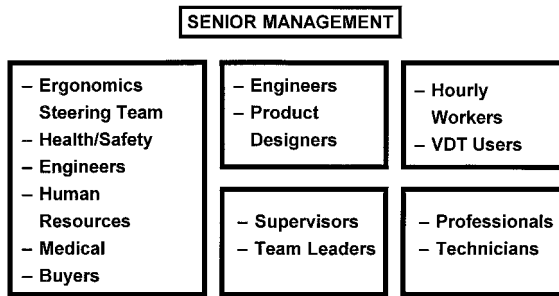 SENIOR MANAGEMENT
– Ergonomics
Steering Team
– Health/Safety
– Engineers
– Human
Resources
– Medical
– Buyers
– Engineers
– Product
Designers
– Hourly
Workers
– VDT Users
– Supervisors
– Team Leaders
– Professionals
– Technicians